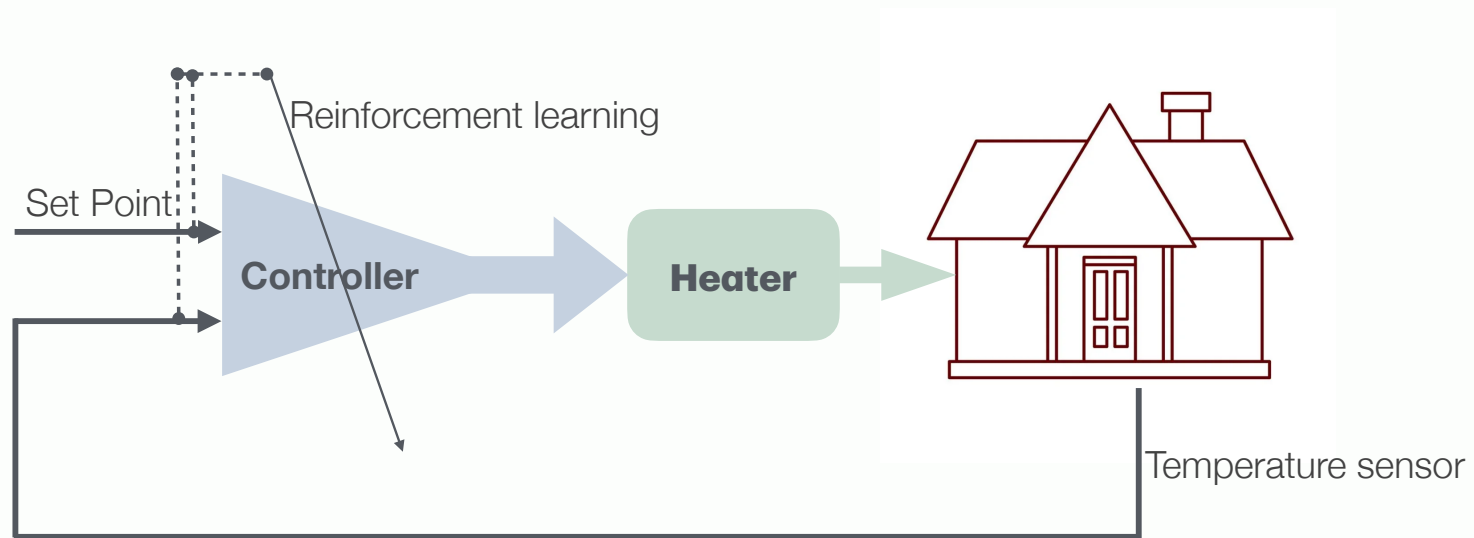 Reinforcement learning
Set Point
Controller
Heater
Temperature sensor